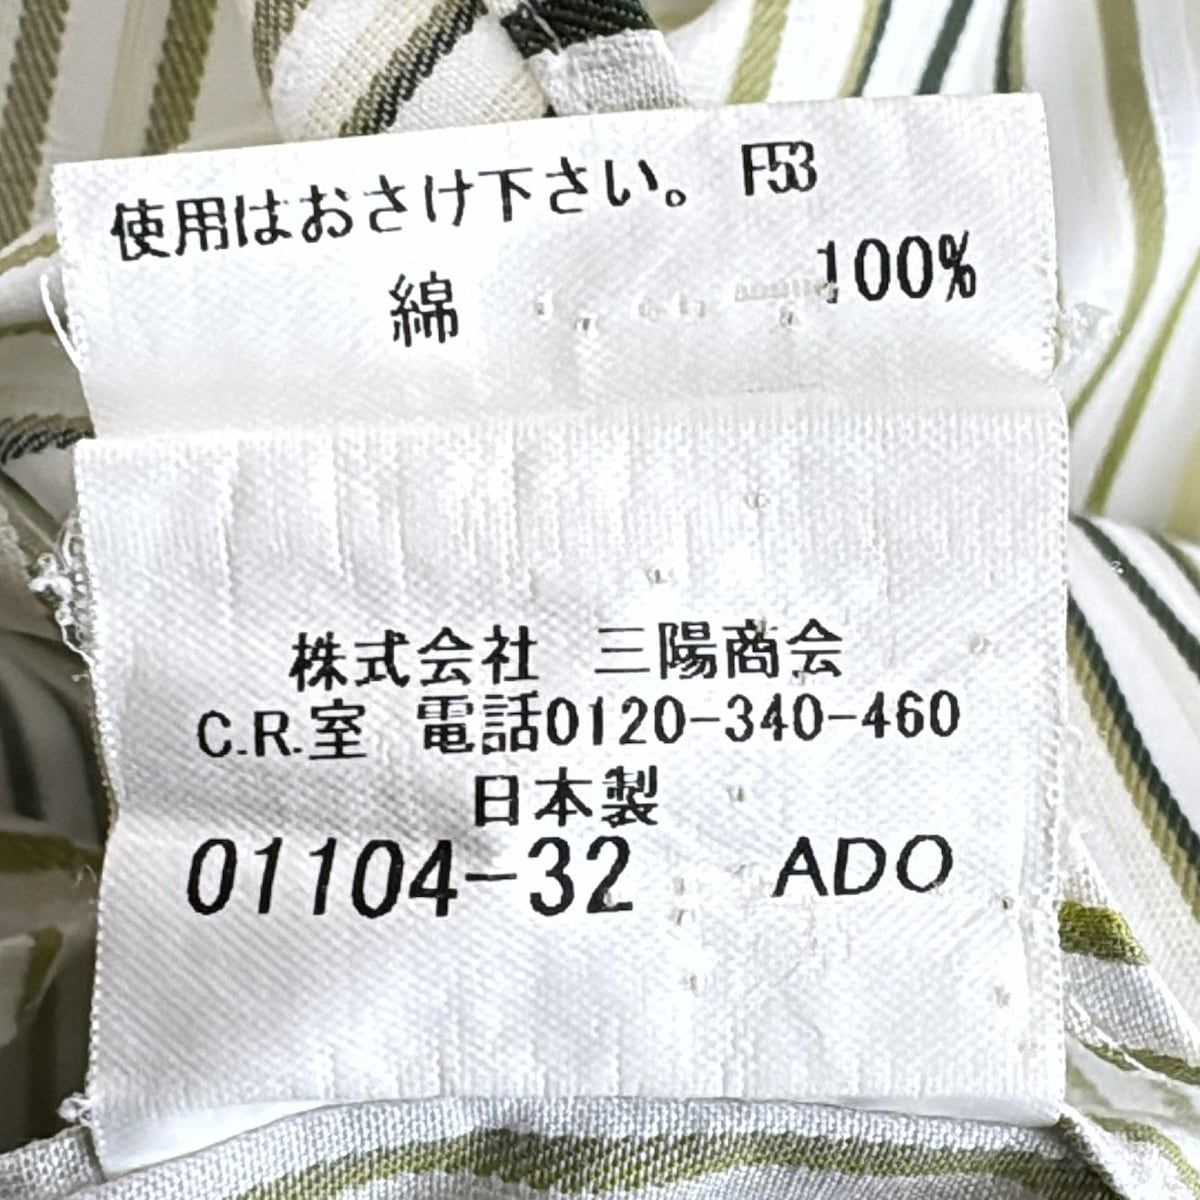 使用はおさけ下さい。 F53
綿 100%
株式会社 三陽商会
C.R.室 電話0120-340-460
日本製
01104-32 ADO